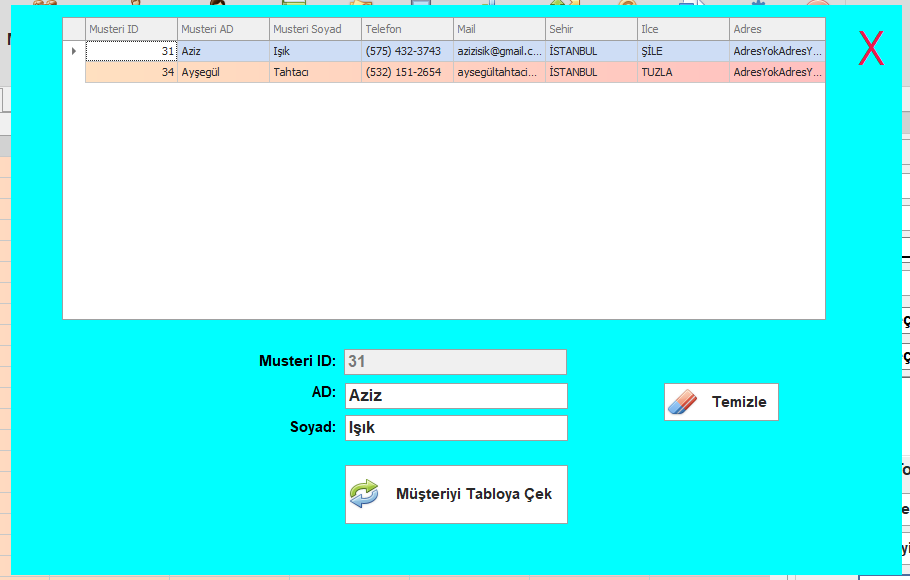 Musteri ID Musteri AD Musteri Soyad Telefon Mail Sehir Ilce Adres
31 Aziz Işık (575) 432-3743 azizisik@gmail.c... İSTANBUL ŞİLE AdresYokAdresY...
34 Ayşegül Tahtacı (532) 151-2654 aysegültahtaci... İSTANBUL TUZLA AdresYokAdresY...
X
Musteri ID: 31
AD: Aziz
Soyad: Işık
Temizle
Müşteriyi Tabloya Çek